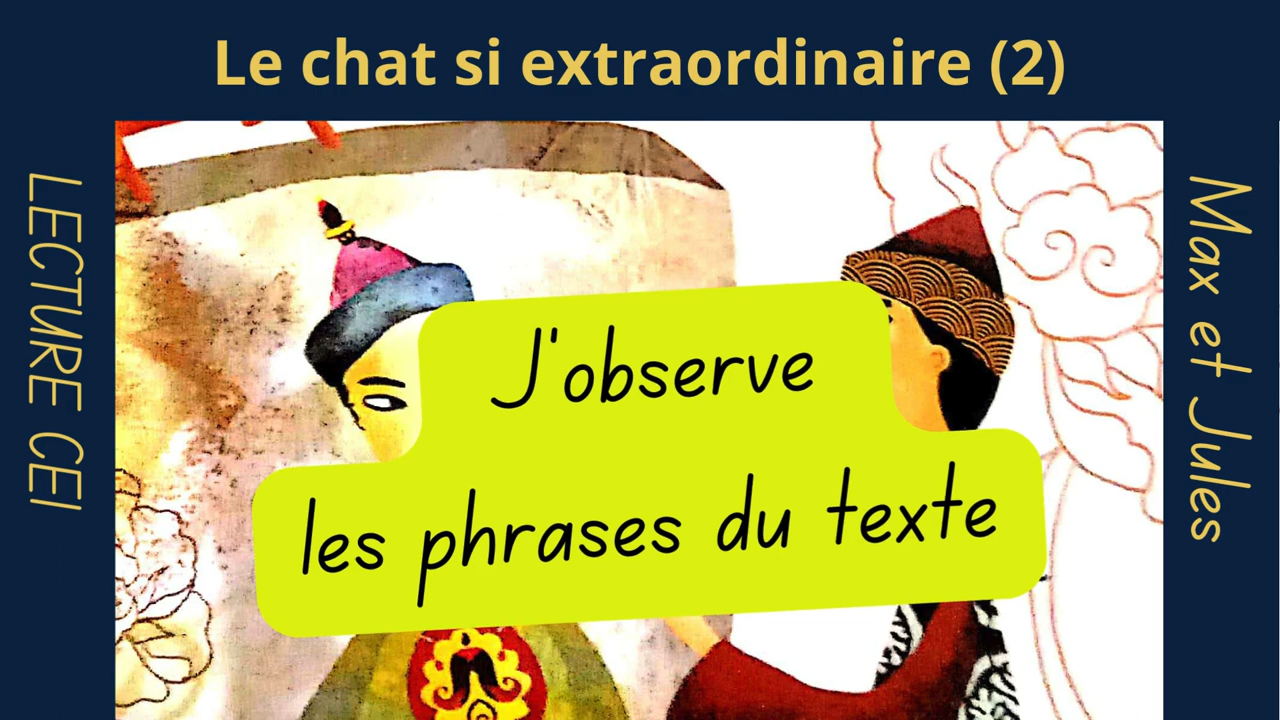 Le chat si extraordinaire (2)
LECTURE CE1
J'observe
les phrases du texte
Max et Jules